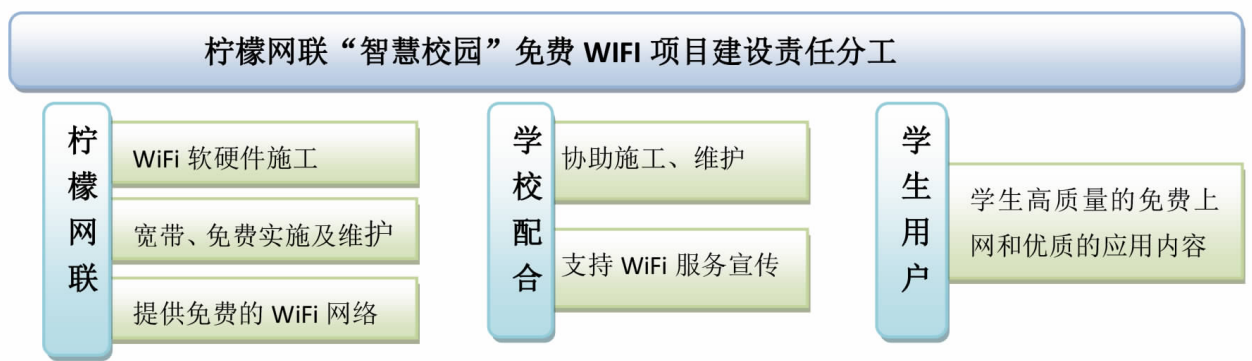 柠檬网联“智慧校园”免费 WIFI 项目建设责任分工
柠檬网联
WiFi 软硬件施工
宽带、免费实施及维护
提供免费的 WiFi 网络
学校配合
协助施工、维护
支持 WiFi 服务宣传
学生用户
学生高质量的免费上
网和优质的应用内容